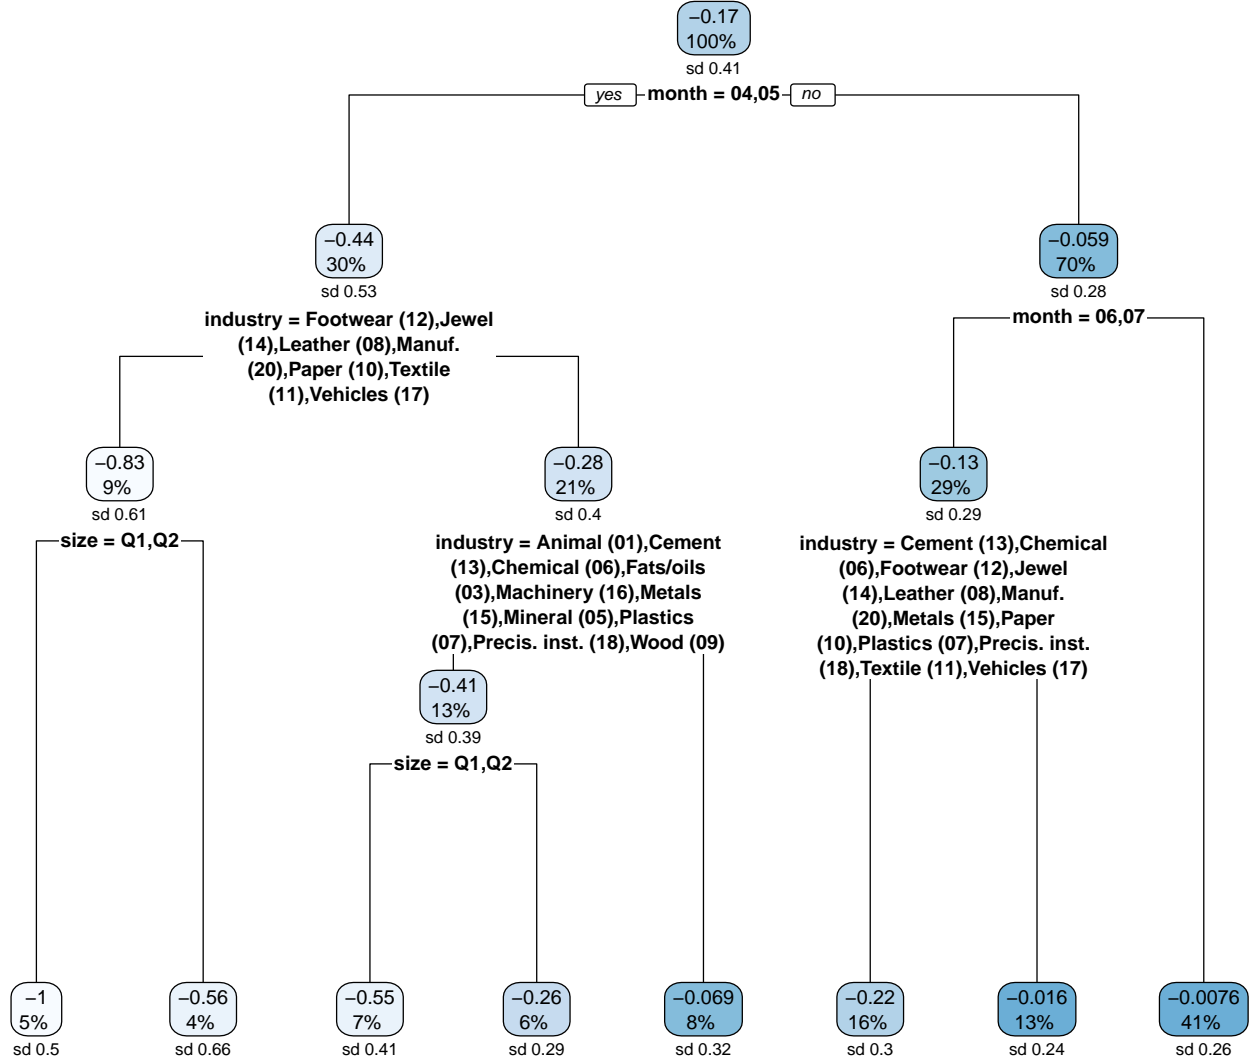 −0.17
100%
sd 0.41
yes month = 04,05 no
−0.44
30%
sd 0.53
−0.059
70%
sd 0.28
industry = Footwear (12),Jewel
(14),Leather (08),Manuf.
(20),Paper (10),Textile
(11),Vehicles (17)
month = 06,07
−0.83
9%
sd 0.61
−0.28
21%
sd 0.4
−0.13
29%
sd 0.29
size = Q1,Q2
industry = Animal (01),Cement
(13),Chemical (06),Fats/oils
(03),Machinery (16),Metals
(15),Mineral (05),Plastics
(07),Precis. inst. (18),Wood (09)
industry = Cement (13),Chemical
(06),Footwear (12),Jewel
(14),Leather (08),Manuf.
(20),Metals (15),Paper
(10),Plastics (07),Precis. inst.
(18),Textile (11),Vehicles (17)
−0.41
13%
sd 0.39
size = Q1,Q2
−1
5%
sd 0.5
−0.56
4%
sd 0.66
−0.55
7%
sd 0.41
−0.26
6%
sd 0.29
−0.069
8%
sd 0.32
−0.22
16%
sd 0.3
−0.016
13%
sd 0.24
−0.0076
41%
sd 0.26